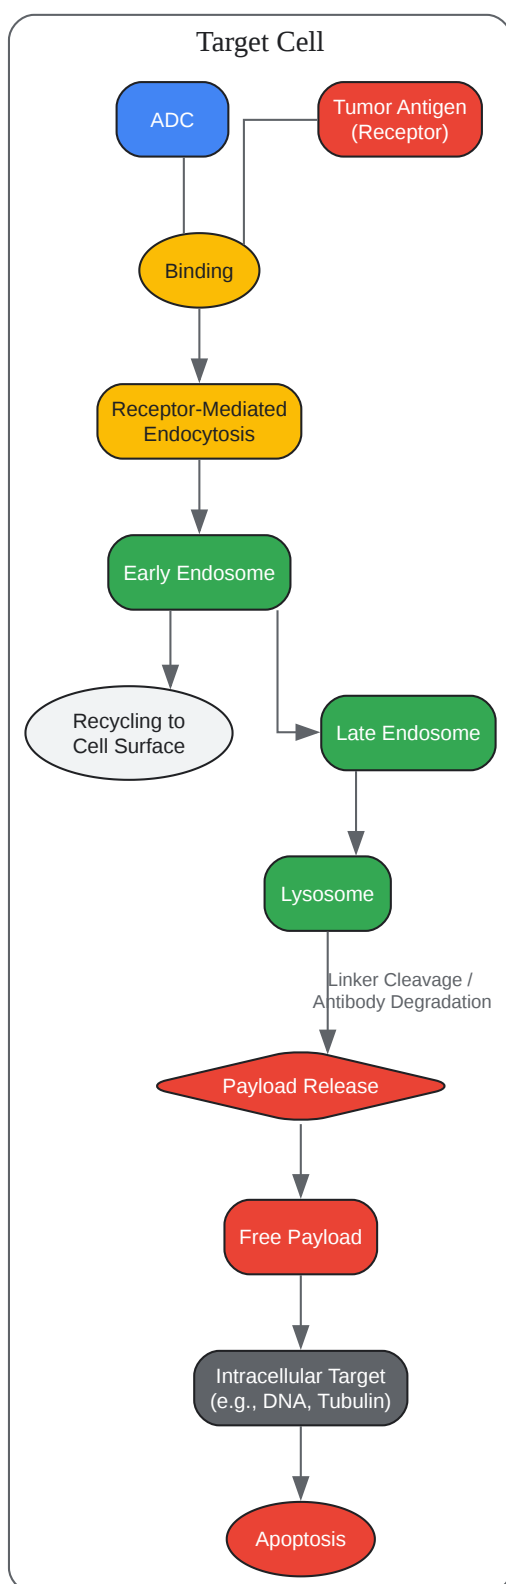 Target Cell
ADC
Tumor Antigen
(Receptor)
Binding
Receptor-Mediated
Endocytosis
Early Endosome
Recycling to
Cell Surface
Late Endosome
Lysosome
Linker Cleavage /
Antibody Degradation
Payload Release
Free Payload
Intracellular Target
(e.g., DNA, Tubulin)
Apoptosis